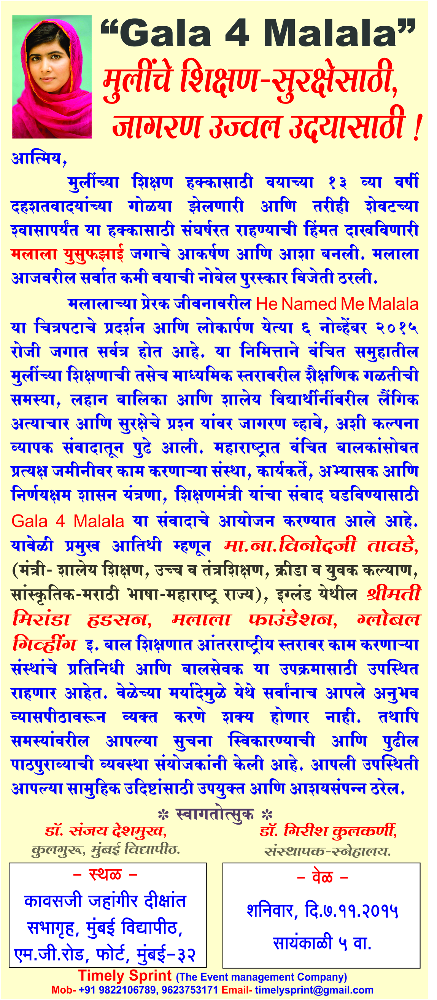 “Gala 4 Malala”
मुलींचे शिक्षण-सुरक्षेसाठी,
जागरण उज्वल उदयासाठी !
आत्मिय,
मुलींच्या शिक्षण हक्कासाठी वयाच्या १३ व्या वर्षी
दहशतवादयांच्या गोळया झेलणारी आणि तरीही शेवटच्या
श्वासापर्यंत या हक्कासाठी संघर्षरत राहण्याची हिंमत दाखविणारी
मलाला युसुफझाई जगाचे आकर्षण आणि आशा बनली. मलाला
आजवरील सर्वात कमी वयाची नोबेल पुरस्कार विजेती ठरली.
मलालाच्या प्रेरक जीवनावरील He Named Me Malala
या चित्रपटाचे प्रदर्शन आणि लोकार्पण येत्या ६ नोव्हेंबर २०१५
रोजी जगात सर्वत्र होत आहे. या निमित्ताने वंचित समुहातील
मुलींच्या शिक्षणाची तसेच माध्यमिक स्तरावरील शैक्षणिक गळतीची
समस्या, लहान बालिका आणि शालेय विद्यार्थीनींवरील लैंगिक
अत्याचार आणि सुरक्षेचे प्रश्न यांवर जागरण व्हावे, अशी कल्पना
व्यापक संवादातून पुढे आली. महाराष्ट्रात वंचित बालकांसोबत
प्रत्यक्ष जमीनीवर काम करणाऱ्या संस्था, कार्यकर्ते, अभ्यासक आणि
निर्णयक्षम शासन यंत्रणा, शिक्षणमंत्री यांचा संवाद घडविण्यासाठी
Gala 4 Malala या संवादाचे आयोजन करण्यात आले आहे.
यावेळी प्रमुख आतिथी म्हणून मा.ना.विनोदजी तावडे,
(मंत्री- शालेय शिक्षण, उच्च व तंत्रशिक्षण, क्रीडा व युवक कल्याण,
सांस्कृतिक-मराठी भाषा-महाराष्ट्र राज्य), इग्लंड येथील श्रीमती
मिरांडा हडसन, मलाला फाउंडेशन, ग्लोबल
गिव्हींग इ. बाल शिक्षणात आंतरराष्ट्रीय स्तरावर काम करणाऱ्या
संस्थांचे प्रतिनिधी आणि बालसेवक या उपक्रमासाठी उपस्थित
राहणार आहेत. वेळेच्या मर्यादेमुळे येथे सर्वांनाच आपले अनुभव
व्यासपीठावरून व्यक्त करणे शक्य होणार नाही. तथापि
समस्यांवरील आपल्या सुचना स्विकारण्याची आणि पुढील
पाठपुराव्याची व्यवस्था संयोजकांनी केली आहे. आपली उपस्थिती
आपल्या सामुहिक उदिष्टांसाठी उपयुक्त आणि आशयसंपन्न ठरेल.
* स्वागतोत्सुक *
डॉ. संजय देशमुख,
कुलगुरू, मुंबई विद्यापीठ.
डॉ. गिरीश कुलकर्णी,
संस्थापक-स्नेहालय.
- स्थळ -
कावसजी जहांगीर दीक्षांत
सभागृह, मुंबई विद्यापीठ,
एम.जी.रोड, फोर्ट, मुंबई-३२
- वेळ -
शनिवार, दि.७.११.२०१५
सायंकाळी ५ वा.
Timely Sprint (The Event management Company)
Mob- +91 9822106789, 9623753171 Email- timelysprint@gmail.com